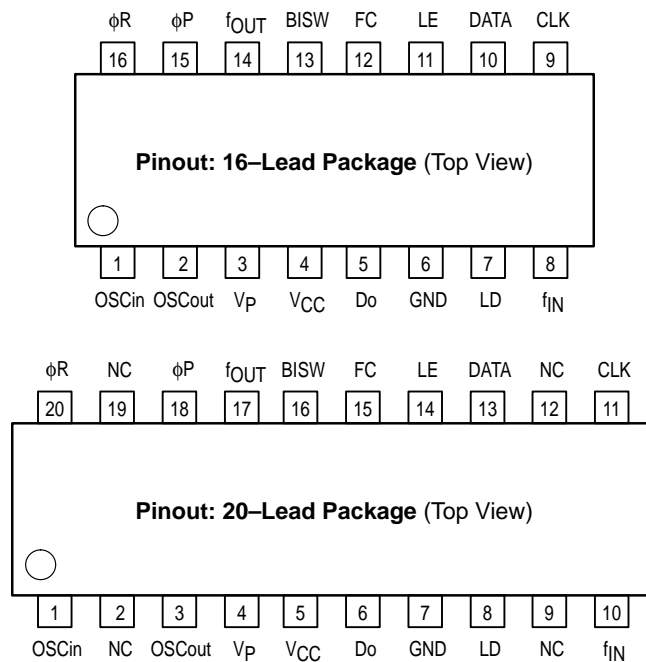 ϕR ϕP fOUT BISW FC LE DATA CLK
16 15 14 13 12 11 10 9
Pinout: 16–Lead Package (Top View)
1 2 3 4 5 6 7 8
OSCin OSCout VP VCC Do GND LD fIN
ϕR NC ϕP fOUT BISW FC LE DATA NC CLK
20 19 18 17 16 15 14 13 12 11
Pinout: 20–Lead Package (Top View)
1 2 3 4 5 6 7 8 9 10
OSCin NC OSCout VP VCC Do GND LD NC fIN